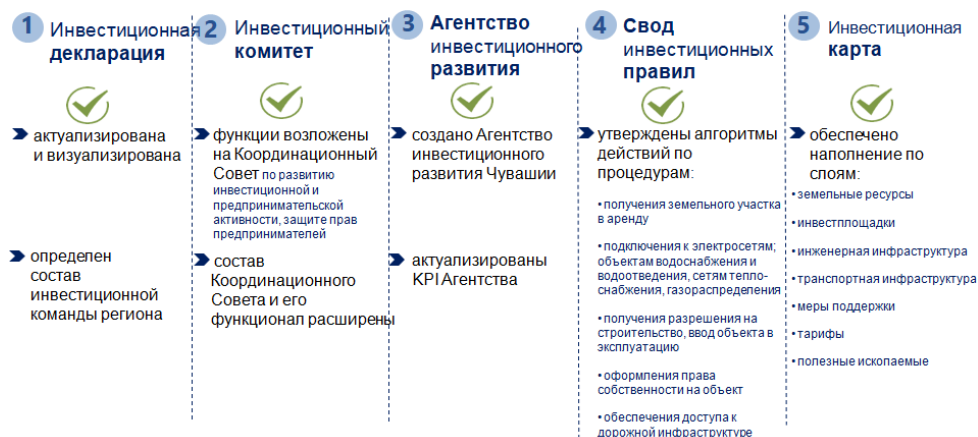 1 Инвестиционная
декларация
актуализирована
и визуализирована
определен
состав
инвестиционной
команды региона
2 Инвестиционный
комитет
функции возложены
на Координационный
Совет по развитию
инвестиционной и
предпринимательской
активности, защите прав
предпринимателей
состав
Координационного
Совета и его
функционал расширены
3 Агентство
инвестиционного
развития
создано Агентство
инвестиционного
развития Чувашии
актуализированы
KPI Агентства
4 Свод
инвестиционных
правил
утверждены алгоритмы
действий по
процедурам:
• получения земельного участка
в аренду
• подключения к электросетям;
объектам водоснабжения и
водоотведения, сетям тепло-
снабжения, газораспределения
• получения разрешения на
строительство, ввод объекта в
эксплуатацию
• оформления права
собственности на объект
• обеспечения доступа к
дорожной инфраструктуре
5 Инвестиционная
карта
обеспечено
наполнение по
слоям:
• земельные ресурсы
• инвестплощадки
• инженерная инфраструктура
• транспортная инфраструктура
• меры поддержки
• тарифы
• полезные ископаемые